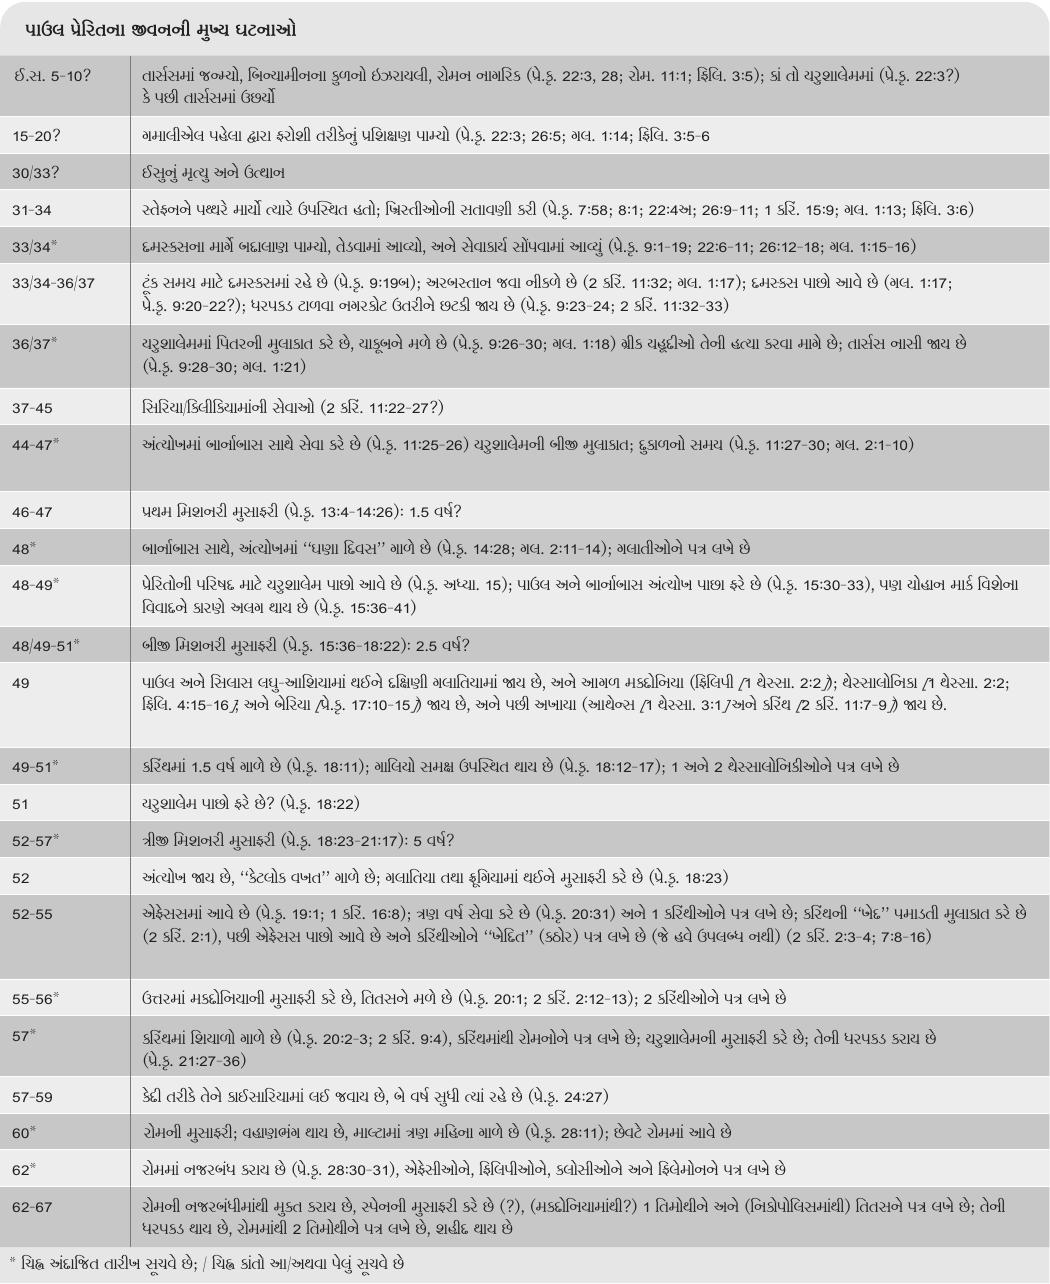 પાઉલ પ્રેરિતના જીવનની મુખ્ય ઘટનાઓ
ઈ.સ. 5-10? તાર્સસમાં જન્મ્યો, બિન્યામીનના કુળનો ઇઝરાયલી, રોમન નાગરિક (પ્રે.કૃ. 22:3, 28; રોમ. 11:1; ફિલિ. 3:5); કાં તો યરુશાલેમમાં (પ્રે.કૃ. 22:3?)
કે પછી તાર્સસમાં ઉછર્યો
15-20? ગમાલીએલ પહેલા દ્વારા ફરોશી તરીકેનું પ્રશિક્ષણ પામ્યો (પ્રે.કૃ. 22:3; 26:5; ગલ. 1:14; ફિલિ. 3:5-6
30/33? ઈસુનું મૃત્યુ અને ઉત્થાન
31-34 સ્તેફનને પથ્થરે માર્યો ત્યારે ઉપસ્થિત હતો; ખ્રિસ્તીઓની સતાવણી કરી (પ્રે.કૃ. 7:58; 8:1; 22:4અ; 26:9-11; 1 કરિં. 15:9; ગલ. 1:13; ફિલિ. 3:6)
33/34* દમસ્કસના માર્ગે બદાલાણ પામ્યો, તેડવામાં આવ્યો, અને સેવાકાર્ય સોંપવામાં આવ્યું (પ્રે.કૃ. 9:1-19; 22:6-11; 26:12-18; ગલ. 1:15-16)
33/34-36/37 ટૂંક સમય માટે દમસ્કસમાં રહે છે (પ્રે.કૃ. 9:19બ); અરબસ્તાન જવા નીકળે છે (2 કરિં. 11:32; ગલ. 1:17); દમસ્કસ પાછો આવે છે (ગલ. 1:17;
પ્રે.કૃ. 9:20-22?); ધરપકડ ટાળવા નગરકોટ ઉતરીને છટકી જાય છે (પ્રે.કૃ. 9:23-24; 2 કરિં. 11:32-33)
36/37* યરુશાલેમમાં પિતરની મુલાકાત કરે છે, યાકૂબને મળે છે (પ્રે.કૃ. 9:26-30; ગલ. 1:18) ગ્રીક યહૂદીઓ તેની હત્યા કરવા માગે છે; તાર્સસ નાસી જાય છે
(પ્રે.કૃ. 9:28-30; ગલ. 1:21)
37-45 સિરિયા/કિલીકિયામાંની સેવાઓ (2 કરિં. 11:22-27?)
44-47* અંત્યોખમાં બાર્નાબાસ સાથે સેવા કરે છે (પ્રે.કૃ. 11:25-26) યરુશાલેમની બીજી મુલાકાત; દુકાળનો સમય (પ્રે.કૃ. 11:27-30; ગલ. 2:1-10)
46-47 પ્રથમ મિશનરી મુસાફરી (પ્રે.કૃ. 13:4-14:26): 1.5 વર્ષ?
48* બાર્નાબાસ સાથે, અંત્યોખમાં ‘‘ઘણા દિવસ’’ ગાળે છે (પ્રે.કૃ. 14:28; ગલ. 2:11-14); ગલાતીઓને પત્ર લખે છે
48-49* પ્રેરિતોની પરિષદ માટે યરુશાલેમ પાછો આવે છે (પ્રે.કૃ. અધ્યા. 15); પાઉલ અને બાર્નાબાસ અંત્યોખ પાછા ફરે છે (પ્રે.કૃ. 15:30-33), પણ યોહાન માર્ક વિશેના
વિવાદને કારણે અલગ થાય છે (પ્રે.કૃ. 15:36-41)
48/49-51* બીજી મિશનરી મુસાફરી (પ્રે.કૃ. 15:36-18:22): 2.5 વર્ષ?
49 પાઉલ અને સિલાસ લઘુ-આશિયામાં થઈને દક્ષિણી ગલાતિયામાં જાય છે, અને આગળ મકદોનિયા (ફિલિપી [1 થેસ્સા. 2:2]); થેસ્સાલોનિકા [1 થેસ્સા. 2:2;
ફિલિ. 4:15-16]; અને બેરિયા [પ્રે.કૃ. 17:10-15]) જાય છે, અને પછી અખાયા (આથેન્સ [1 થેસ્સા. 3:1] અને કરિંથ [2 કરિં. 11:7-9]) જાય છે.
49-51* કરિંથમાં 1.5 વર્ષ ગાળે છે (પ્રે.કૃ. 18:11); ગાલિયો સમક્ષ ઉપસ્થિત થાય છે (પ્રે.કૃ. 18:12-17); 1 અને 2 થેસ્સાલોનિકીઓને પત્ર લખે છે
51 યરુશાલેમ પાછો ફરે છે? (પ્રે.કૃ. 18:22)
52-57* ત્રીજી મિશનરી મુસાફરી (પ્રે.કૃ. 18:23-21:17): 5 વર્ષ?
52 અંત્યોખ જાય છે, ‘‘કેટલોક વખત’’ ગાળે છે; ગલાતિયા તથા ફ્રૂગિયામાં થઈને મુસાફરી કરે છે (પ્રે.કૃ. 18:23)
52-55 એફેસસમાં આવે છે (પ્રે.કૃ. 19:1; 1 કરિં. 16:8); ત્રણ વર્ષ સેવા કરે છે (પ્રે.કૃ. 20:31) અને 1 કરિંથીઓને પત્ર લખે છે; કરિંથની ‘‘ખેદ’’ પમાડતી મુલાકાત કરે છે
(2 કરિં. 2:1), પછી એફેસસ પાછો આવે છે અને કરિંથીઓને ‘‘ખેદિત’’ (કઠોર) પત્ર લખે છે (જે હવે ઉપલબ્ધ નથી) (2 કરિં. 2:3-4; 7:8-16)
55-56* ઉત્તરમાં મકદોનિયાની મુસાફરી કરે છે, તિતસને મળે છે (પ્રે.કૃ. 20:1; 2 કરિં. 2:12-13); 2 કરિંથીઓને પત્ર લખે છે
57* કરિંથમાં શિયાળો ગાળે છે (પ્રે.કૃ. 20:2-3; 2 કરિં. 9:4), કરિંથમાંથી રોમનોને પત્ર લખે છે; યરુશાલેમની મુસાફરી કરે છે; તેની ધરપકડ કરાય છે
(પ્રે.કૃ. 21:27-36)
57-59 કેદી તરીકે તેને કાઈસારિયામાં લઈ જવાય છે, બે વર્ષ સુધી ત્યાં રહે છે (પ્રે.કૃ. 24:27)
60* રોમની મુસાફરી; વહાણભંગ થાય છે, માલ્ટામાં ત્રણ મહિના ગાળે છે (પ્રે.કૃ. 28:11); છેવટે રોમમાં આવે છે
62* રોમમાં નજરબંધ કરાય છે (પ્રે.કૃ. 28:30-31), એફેસીઓને, ફિલિપીઓને, કલોસીઓને અને ફિલેમોનને પત્ર લખે છે
62-67 રોમની નજરબંધીમાંથી મુક્ત કરાય છે, સ્પેનની મુસાફરી કરે છે (?), (મકદોનિયામાંથી?) 1 તિમોથીને અને (નિકોપોલિસમાંથી) તિતસને પત્ર લખે છે; તેની
ધરપકડ થાય છે, રોમમાંથી 2 તિમોથીને પત્ર લખે છે, શહીદ થાય છે
* ચિહ્ન અંદાજિત તારીખ સૂચવે છે; / ચિહ્ન કાંતો આ/અથવા પેલું સૂચવે છે